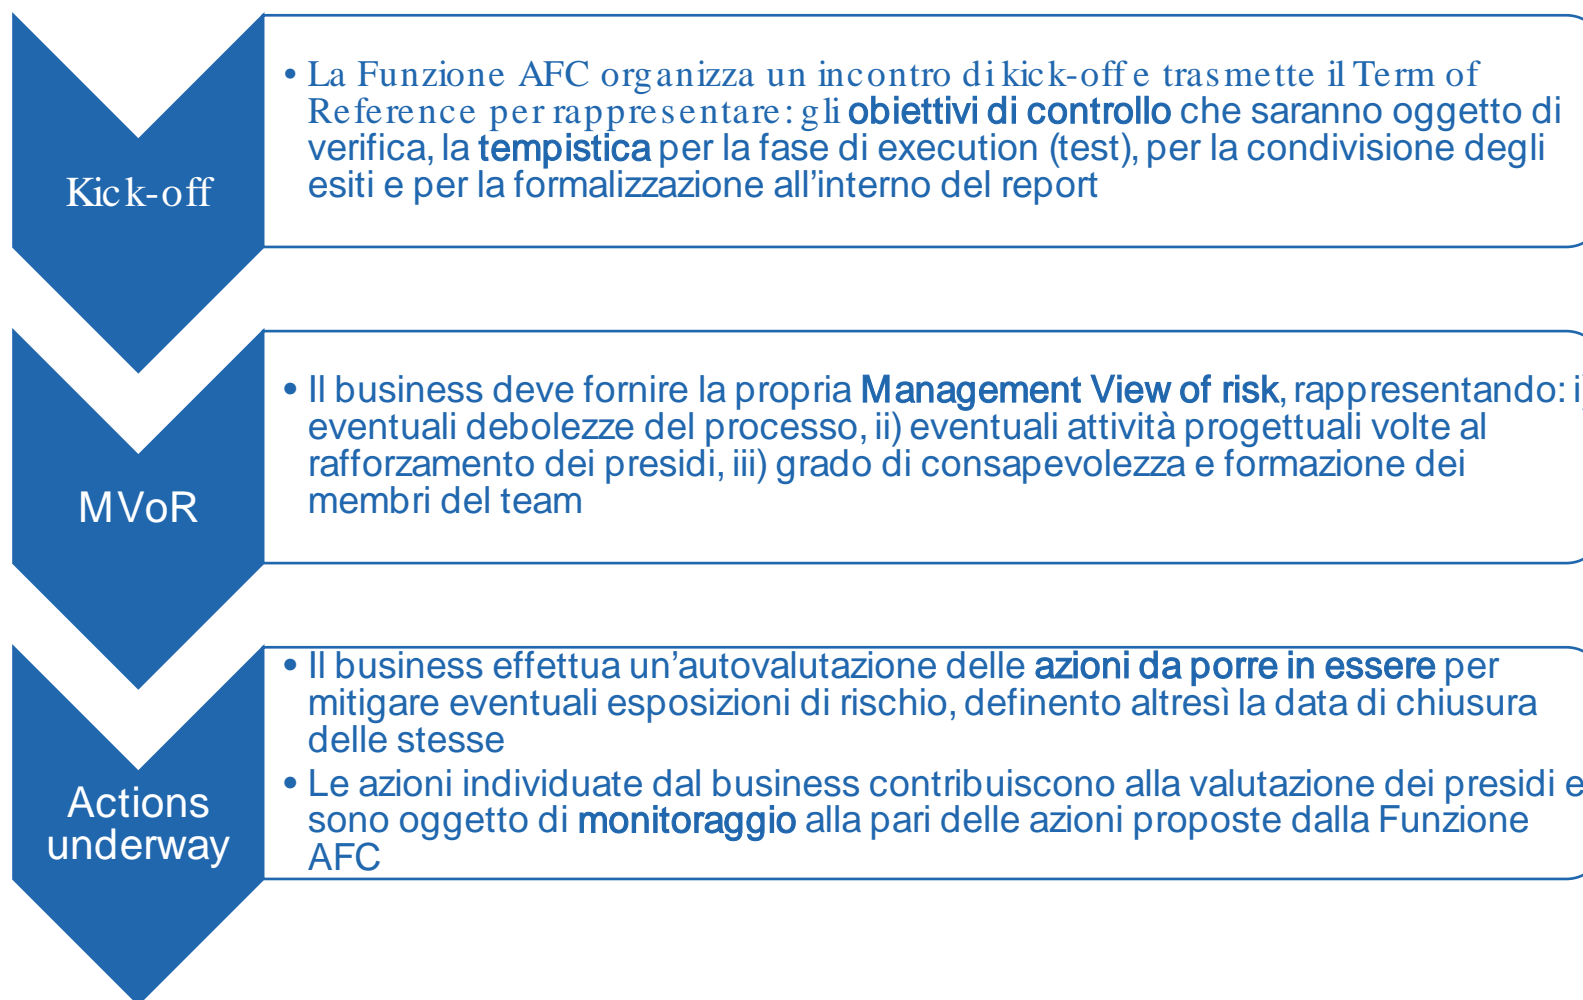 Kick-off
• La Funzione AFC organizza un incontro di kick-off e trasmette il Term of
Reference per rappresentare: gli obiettivi di controllo che saranno oggetto di
verifica, la tempistica per la fase di execution (test), per la condivisione degli
esiti e per la formalizzazione all’interno del report
MVoR
• Il business deve fornire la propria Management View of risk, rappresentando: i)
eventuali debolezze del processo, ii) eventuali attività progettuali volte al
rafforzamento dei presidi, iii) grado di consapevolezza e formazione dei
membri del team
Actions
underway
• Il business effettua un’autovalutazione delle azioni da porre in essere per
mitigare eventuali esposizioni di rischio, definento altresì la data di chiusura
delle stesse
• Le azioni individuate dal business contribuiscono alla valutazione dei presidi e
sono oggetto di monitoraggio alla pari delle azioni proposte dalla Funzione
AFC